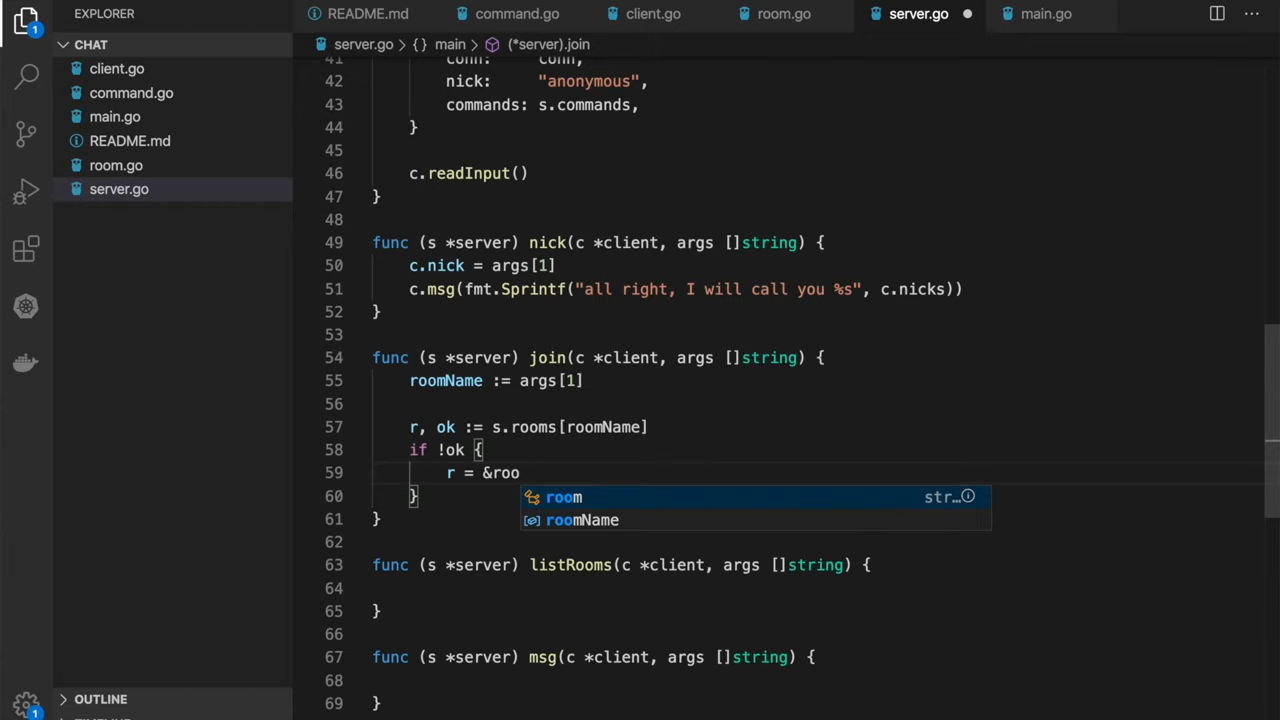 EXPLORER
README.md
command.go
client.go
room.go
server.go
main.go
CHAT
server.go > {} main > (*server).join
client.go
command.go
main.go
README.md
room.go
server.go
41 conn: conn,
42 nick: "anonymous",
43 commands: s.commands,
44 }
45
46 c.readInput()
47 }
48
49 func (s *server) nick(c *client, args []string) {
50 c.nick = args[1]
51 c.msg(fmt.Sprintf("all right, I will call you %s", c.nicks))
52 }
53
54 func (s *server) join(c *client, args []string) {
55 roomName := args[1]
56
57 r, ok := s.rooms[roomName]
58 if !ok {
59 r = &roo
room str…
roomName
60 }
61 }
62
63 func (s *server) listRooms(c *client, args []string) {
64
65 }
66
67 func (s *server) msg(c *client, args []string) {
68
69 }
OUTLINE
1
1